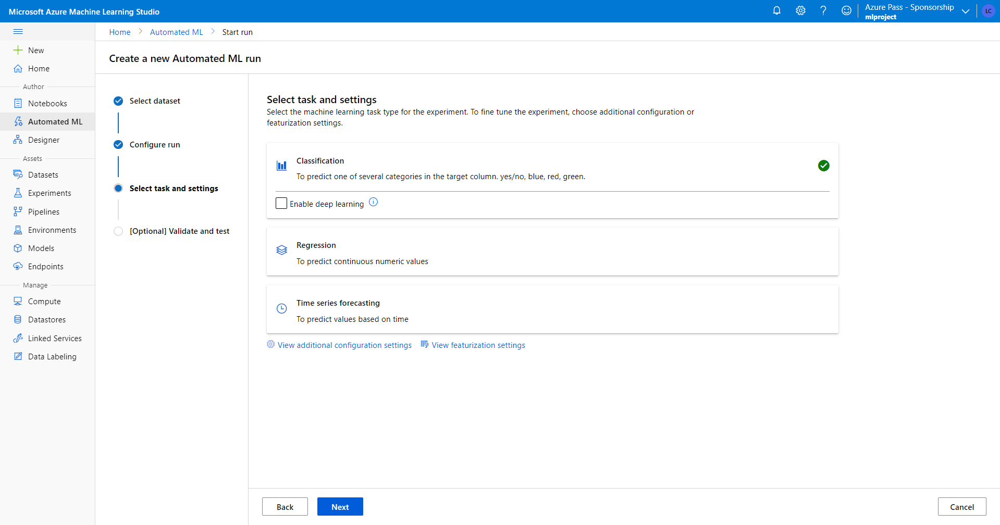 Microsoft Azure Machine Learning Studio
Azure Pass - Sponsorship
mlproject
LC
New
Home
Author
Notebooks
Automated ML
Designer
Assets
Datasets
Experiments
Pipelines
Environments
Models
Endpoints
Manage
Compute
Datastores
Linked Services
Data Labeling
Home > Automated ML > Start run
Create a new Automated ML run
Select dataset
Configure run
Select task and settings
[Optional] Validate and test
Select task and settings
Select the machine learning task type for the experiment. To fine tune the experiment, choose additional configuration or
featurization settings.
Classification
To predict one of several categories in the target column. yes/no, blue, red, green.
Enable deep learning
Regression
To predict continuous numeric values
Time series forecasting
To predict values based on time
View additional configuration settings View featurization settings
Back Next Cancel